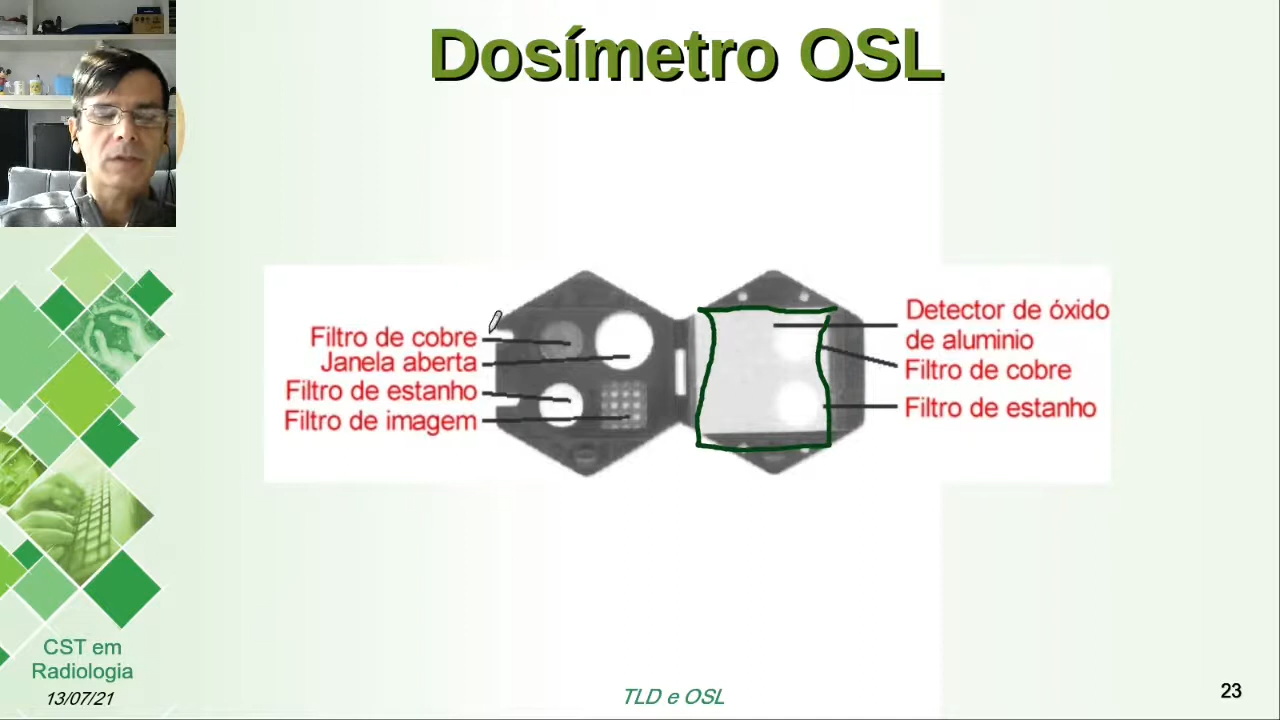 Dosímetro OSL
Filtro de cobre
Janela aberta
Filtro de estanho
Filtro de imagem
Detector de óxido
de aluminio
Filtro de cobre
Filtro de estanho
CST em
Radiologia
13/07/21
TLD e OSL
23